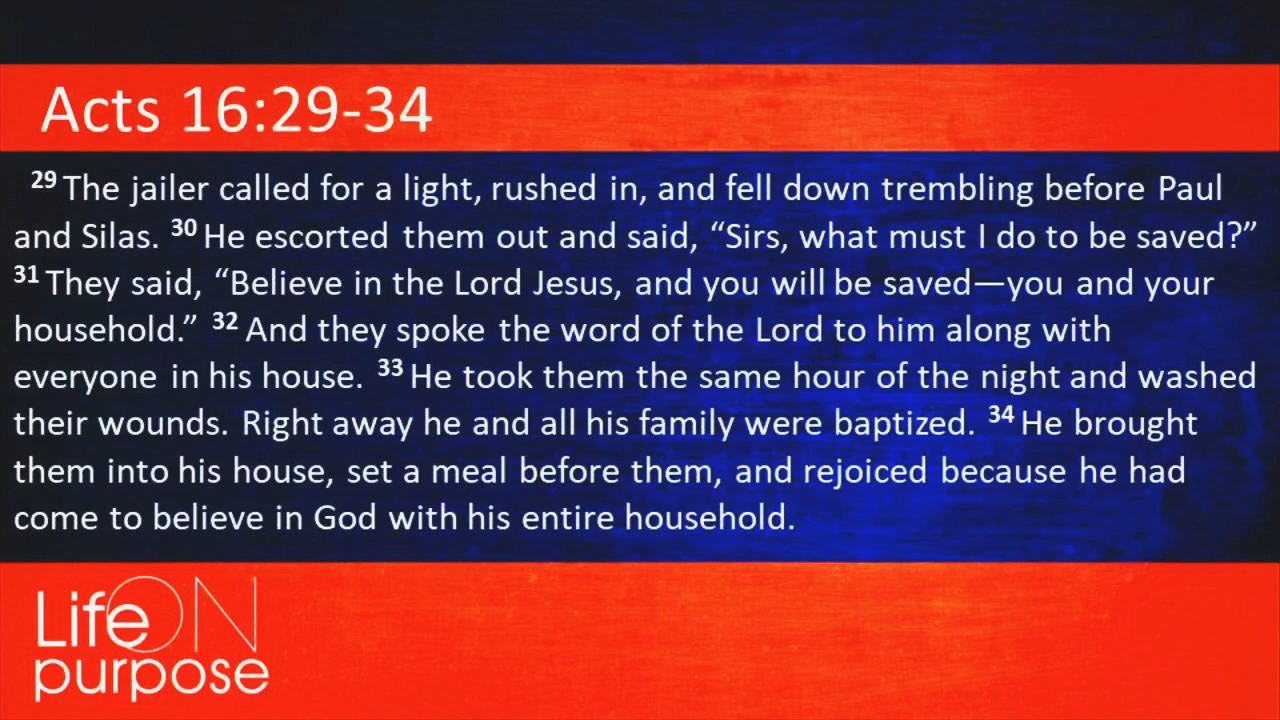 Acts 16:29-34
29 The jailer called for a light, rushed in, and fell down trembling before Paul
and Silas. 30 He escorted them out and said, “Sirs, what must I do to be saved?”
31 They said, “Believe in the Lord Jesus, and you will be saved—you and your
household.” 32 And they spoke the word of the Lord to him along with
everyone in his house. 33 He took them the same hour of the night and washed
their wounds. Right away he and all his family were baptized. 34 He brought
them into his house, set a meal before them, and rejoiced because he had
come to believe in God with his entire household.
Life ON
purpose